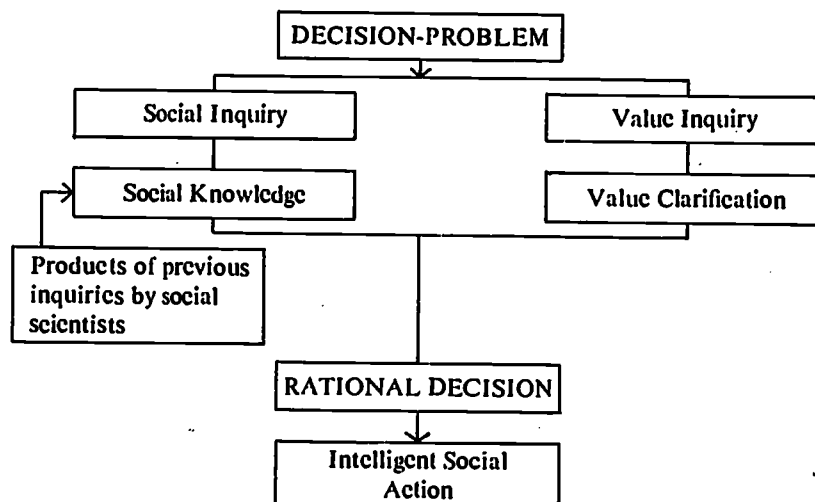 DECISION-PROBLEM
Social Inquiry
Value Inquiry
Social Knowledge
Value Clarification
Products of previous
inquiries by social
scientists
RATIONAL DECISION
Intelligent Social
Action